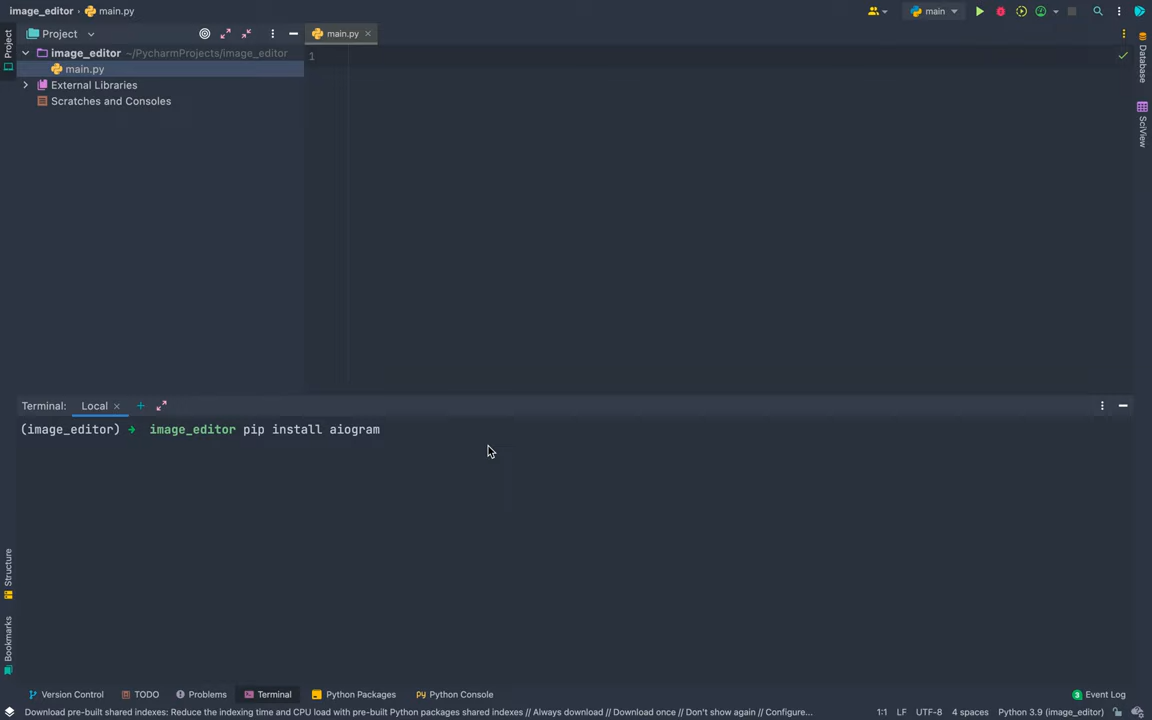 image_editor main.py
main
Project
image_editor ~/PycharmProjects/image_editor
main.py
External Libraries
Scratches and Consoles
main.py
1
Project
Structure
Bookmarks
Database
SciView
Terminal: Local
(image_editor) → image_editor pip install aiogram
Version Control TODO Problems Terminal Python Packages Python Console 3 Event Log
Download pre-built shared indexes: Reduce the indexing time and CPU load with pre-built Python packages shared indexes // Always download // Download once // Don't show again // Configure... 1:1 LF UTF-8 4 spaces Python 3.9 (image_editor)